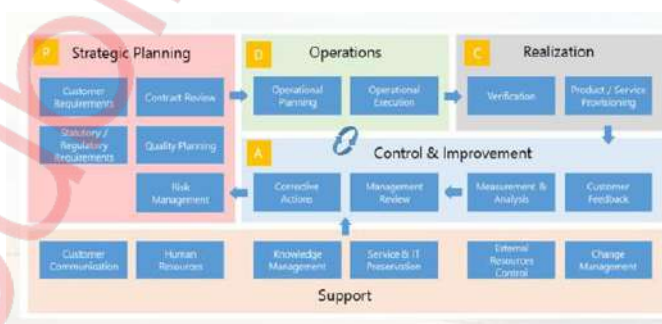 P
Strategic Planning
D
Operations
C
Realization
Customer
Requirements
Contract Review
Operational
Planning
Operational
Execution
Verification
Product / Service
Provisioning
Statutory /
Regulatory
Requirements
Quality Planning
A
Control & Improvement
Risk
Management
Corrective
Actions
Management
Review
Measurement &
Analysis
Customer
Feedback
Customer
Communication
Human
Resources
Knowledge
Management
Service & IT
Preservation
External
Resources
Control
Change
Management
Support